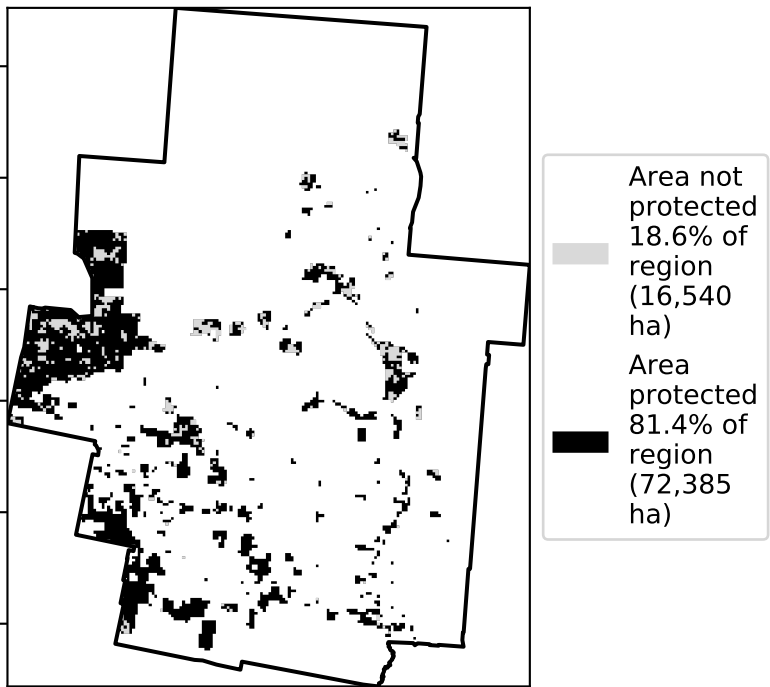 Area not
protected
18.6% of
region
(16,540
ha)
Area
protected
81.4% of
region
(72,385
ha)